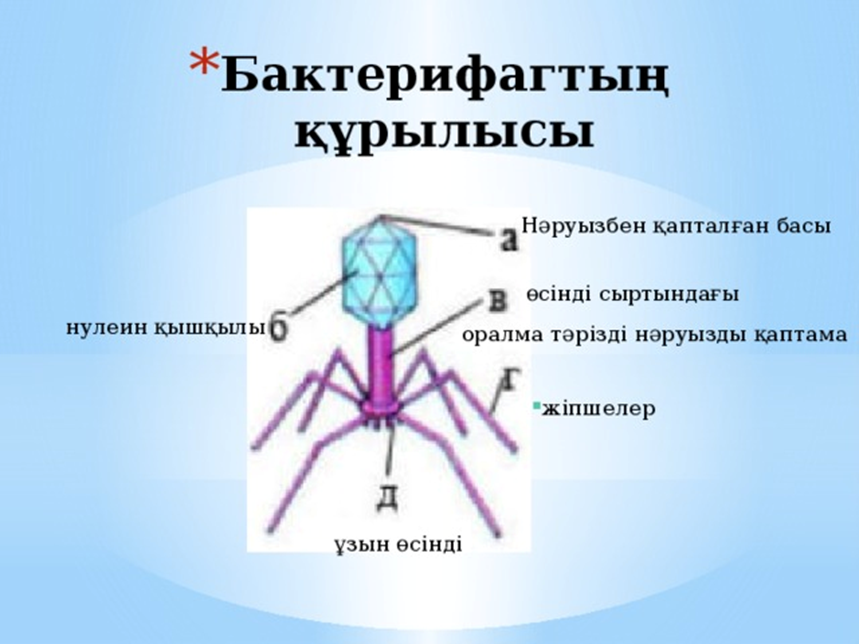 *Бактерифагтың
құрылысы
а Нәруызбен қапталған басы
в өсінді сыртындағы
оралма тәрізді нәруызды қаптама
нулеин қышқылы б
г
жіпшелер
д
ұзын өсінді